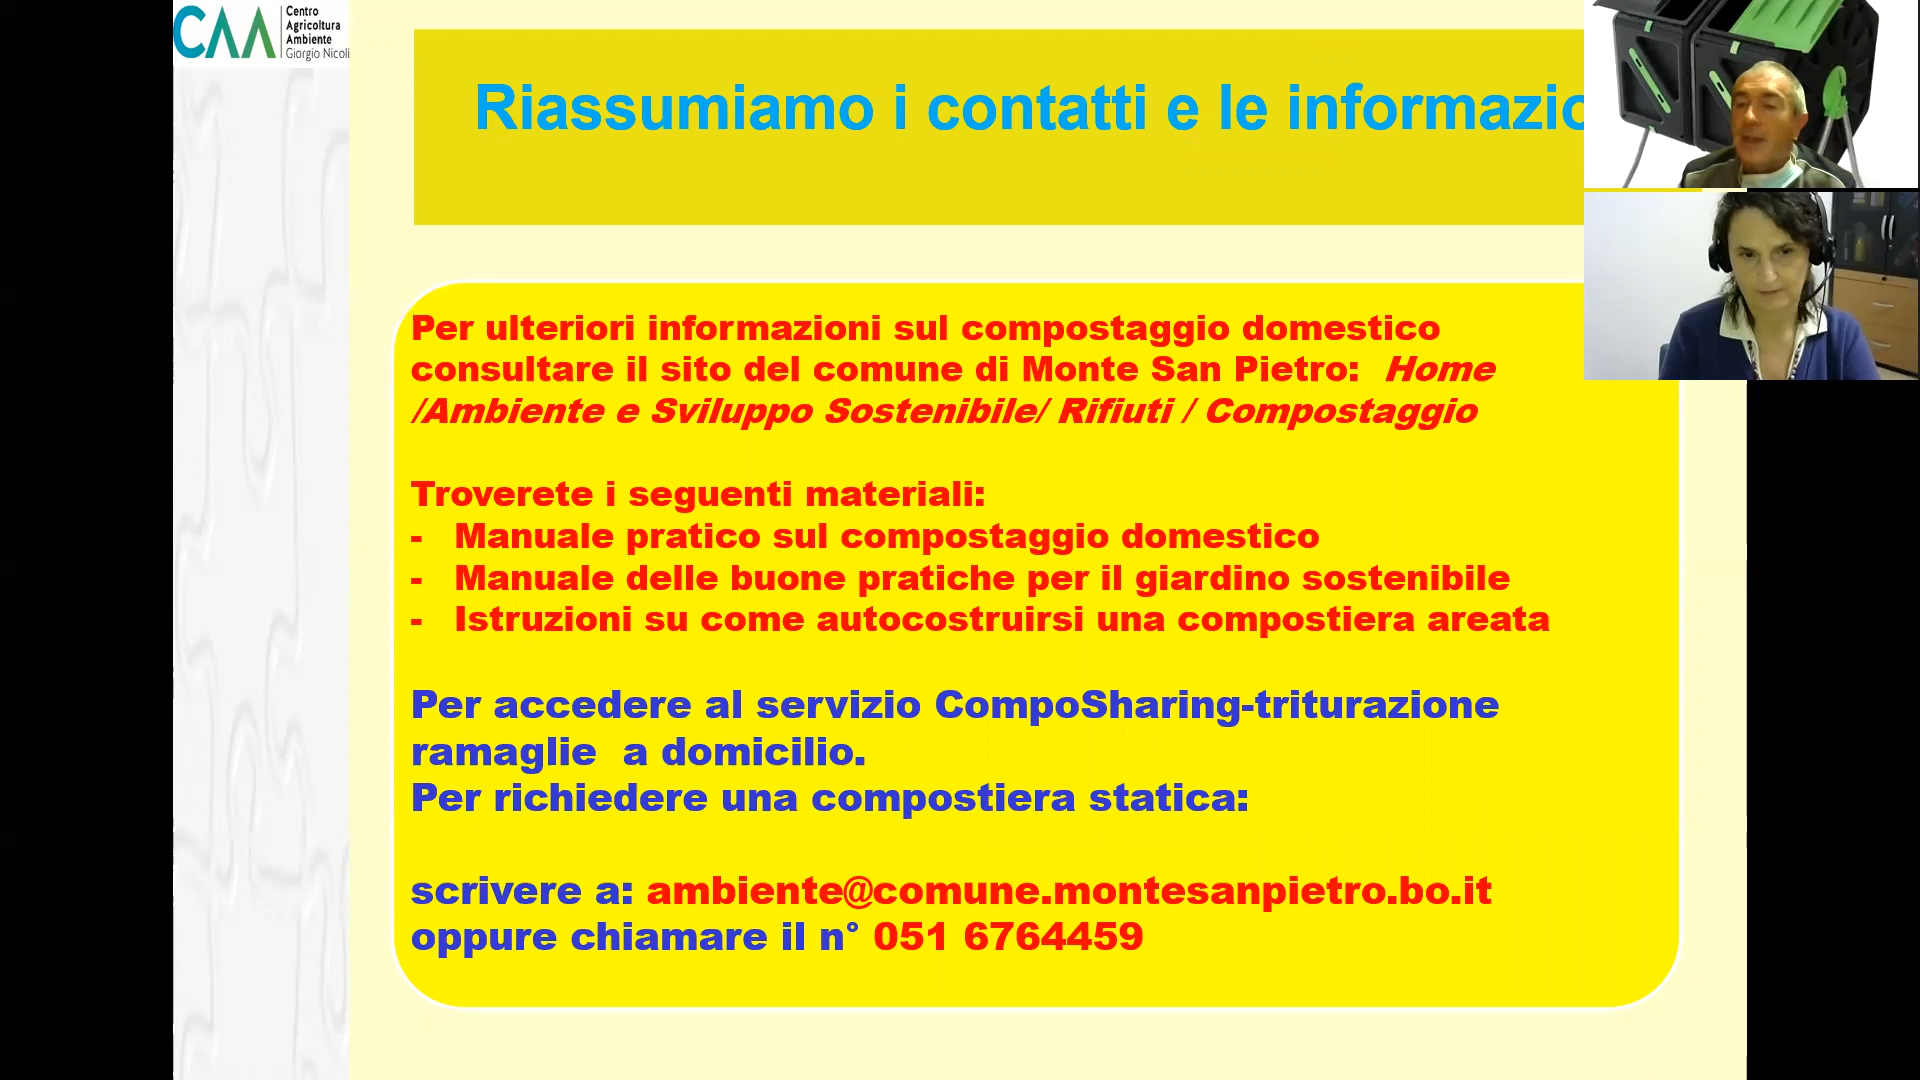 CAA
Centro
Agricoltura
Ambiente
Giorgio Nicoli
Riassumiamo i contatti e le informazio
Per ulteriori informazioni sul compostaggio domestico
consultare il sito del comune di Monte San Pietro: Home
/Ambiente e Sviluppo Sostenibile/ Rifiuti / Compostaggio
Troverete i seguenti materiali:
- Manuale pratico sul compostaggio domestico
- Manuale delle buone pratiche per il giardino sostenibile
- Istruzioni su come autocostruirsi una compostiera areata
Per accedere al servizio CompoSharing-triturazione
ramaglie a domicilio.
Per richiedere una compostiera statica:
scrivere a: ambiente@comune.montesanpietro.bo.it
oppure chiamare il n° 051 6764459